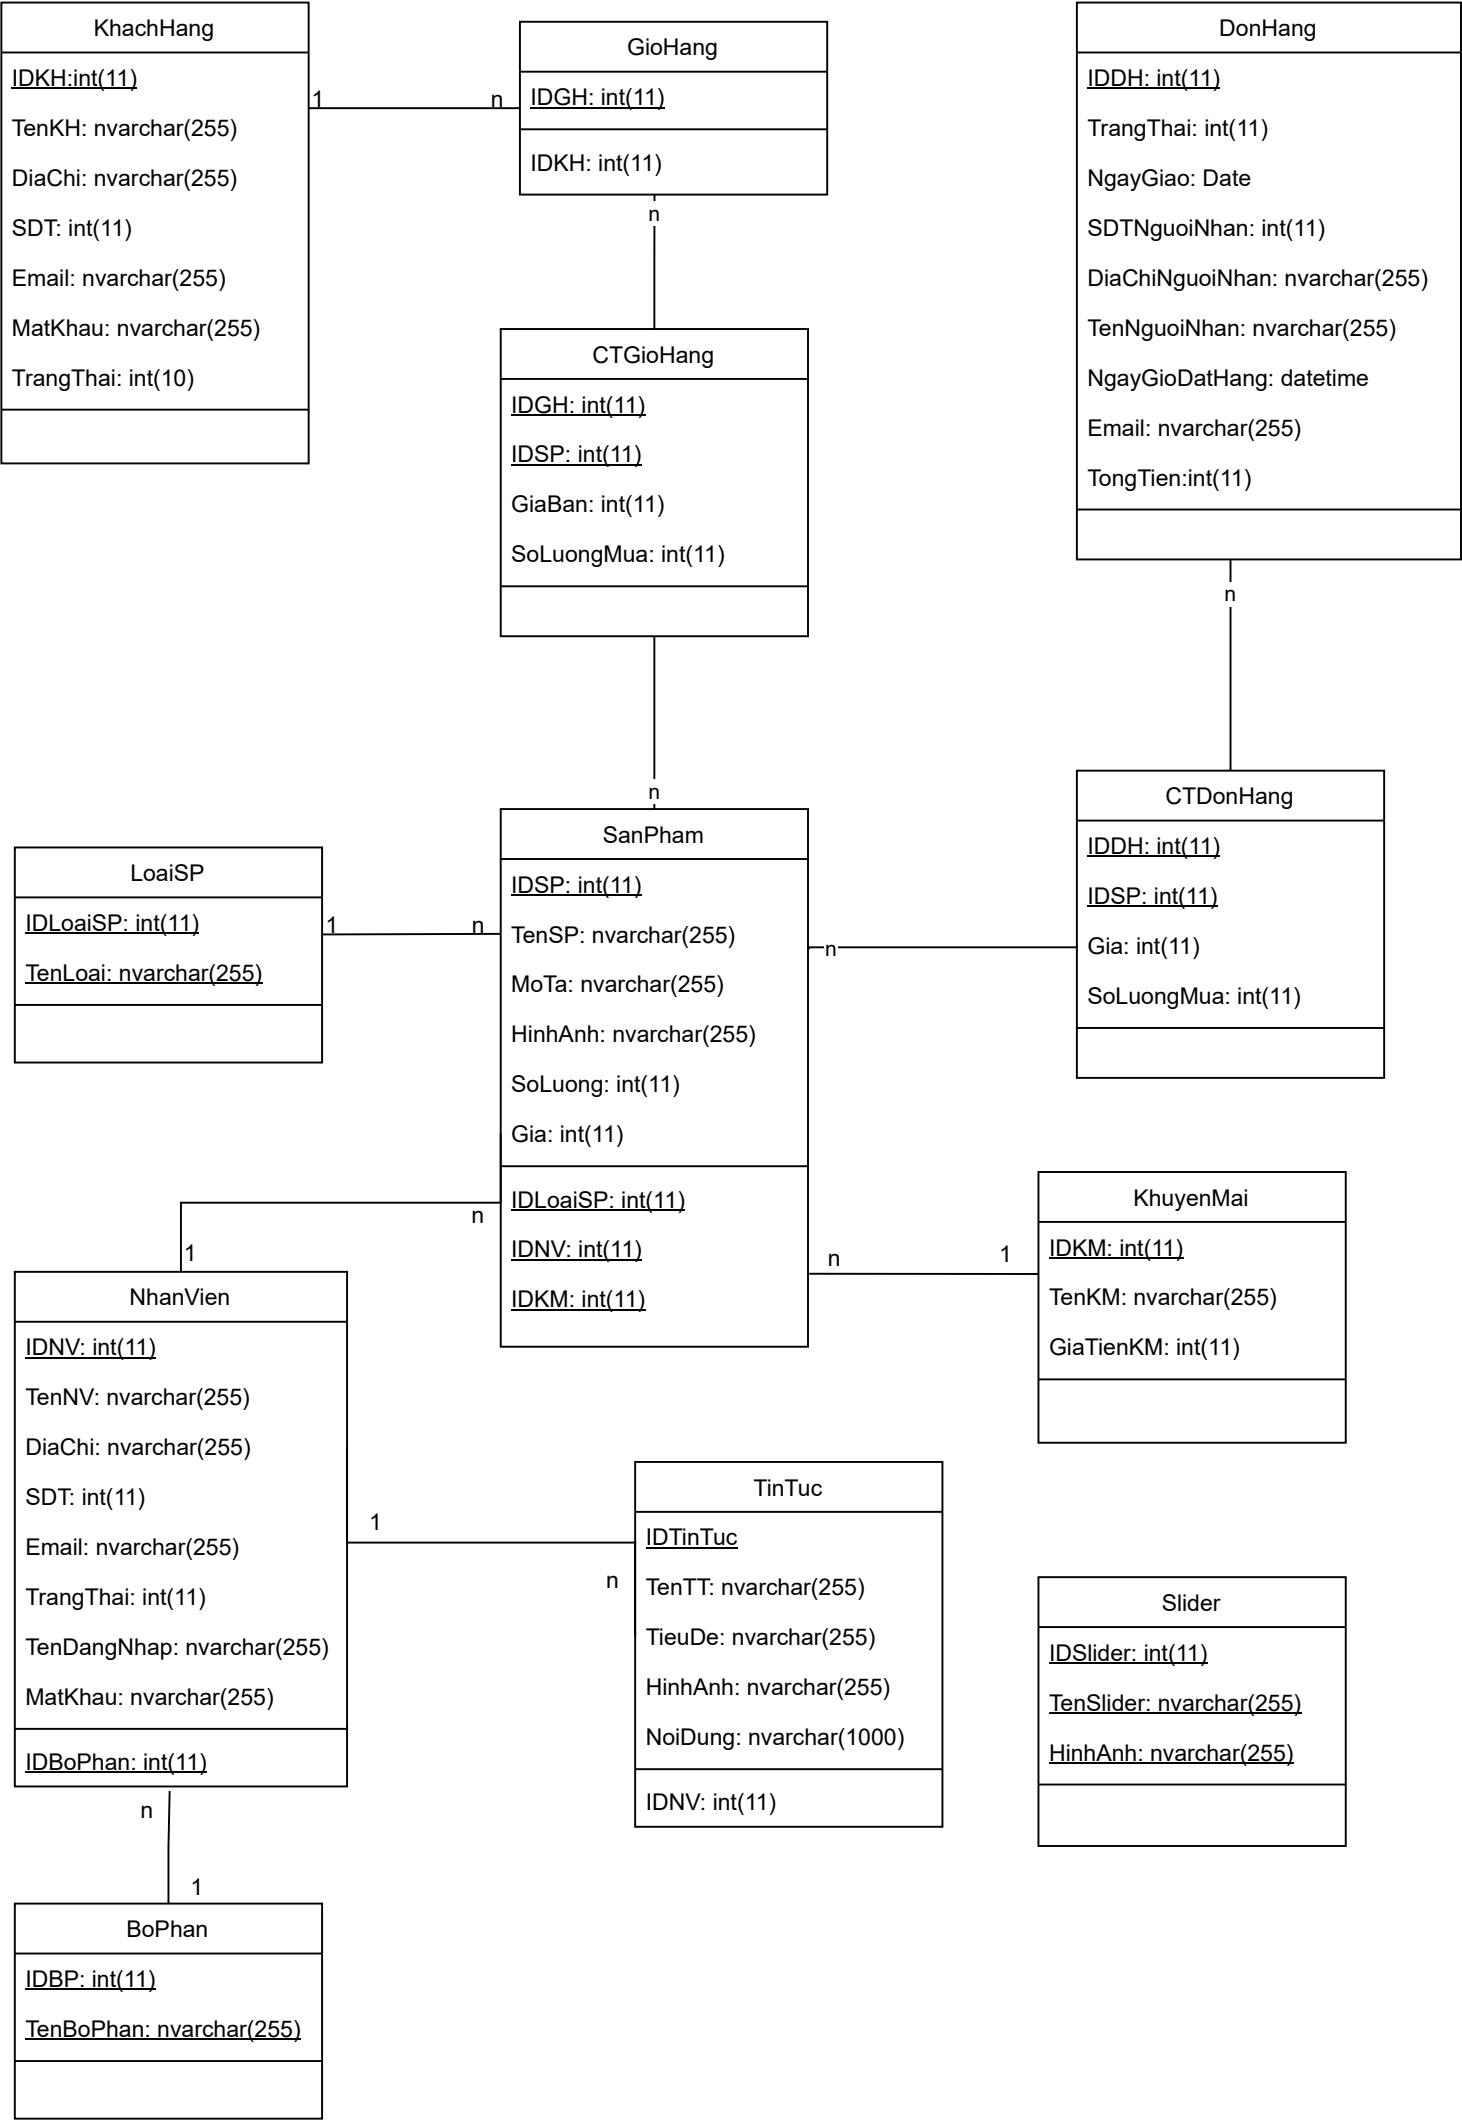 KhachHang
IDKH:int(11)
TenKH: nvarchar(255)
DiaChi: nvarchar(255)
SDT: int(11)
Email: nvarchar(255)
MatKhau: nvarchar(255)
TrangThai: int(10)
1
n
GioHang
IDGH: int(11)
IDKH: int(11)
n
CTGioHang
IDGH: int(11)
IDSP: int(11)
GiaBan: int(11)
SoLuongMua: int(11)
n
DonHang
IDDH: int(11)
TrangThai: int(11)
NgayGiao: Date
SDTNguoiNhan: int(11)
DiaChiNguoiNhan: nvarchar(255)
TenNguoiNhan: nvarchar(255)
NgayGioDatHang: datetime
Email: nvarchar(255)
TongTien:int(11)
n
CTDonHang
IDDH: int(11)
IDSP: int(11)
Gia: int(11)
SoLuongMua: int(11)
LoaiSP
IDLoaiSP: int(11)
TenLoai: nvarchar(255)
1
n
SanPham
IDSP: int(11)
TenSP: nvarchar(255)
MoTa: nvarchar(255)
HinhAnh: nvarchar(255)
SoLuong: int(11)
Gia: int(11)
IDLoaiSP: int(11)
IDNV: int(11)
IDKM: int(11)
n
n
1
n
1
KhuyenMai
IDKM: int(11)
TenKM: nvarchar(255)
GiaTienKM: int(11)
NhanVien
IDNV: int(11)
TenNV: nvarchar(255)
DiaChi: nvarchar(255)
SDT: int(11)
Email: nvarchar(255)
TrangThai: int(11)
TenDangNhap: nvarchar(255)
MatKhau: nvarchar(255)
IDBoPhan: int(11)
1
n
TinTuc
IDTinTuc
TenTT: nvarchar(255)
TieuDe: nvarchar(255)
HinhAnh: nvarchar(255)
NoiDung: nvarchar(1000)
IDNV: int(11)
Slider
IDSlider: int(11)
TenSlider: nvarchar(255)
HinhAnh: nvarchar(255)
n
1
BoPhan
IDBP: int(11)
TenBoPhan: nvarchar(255)